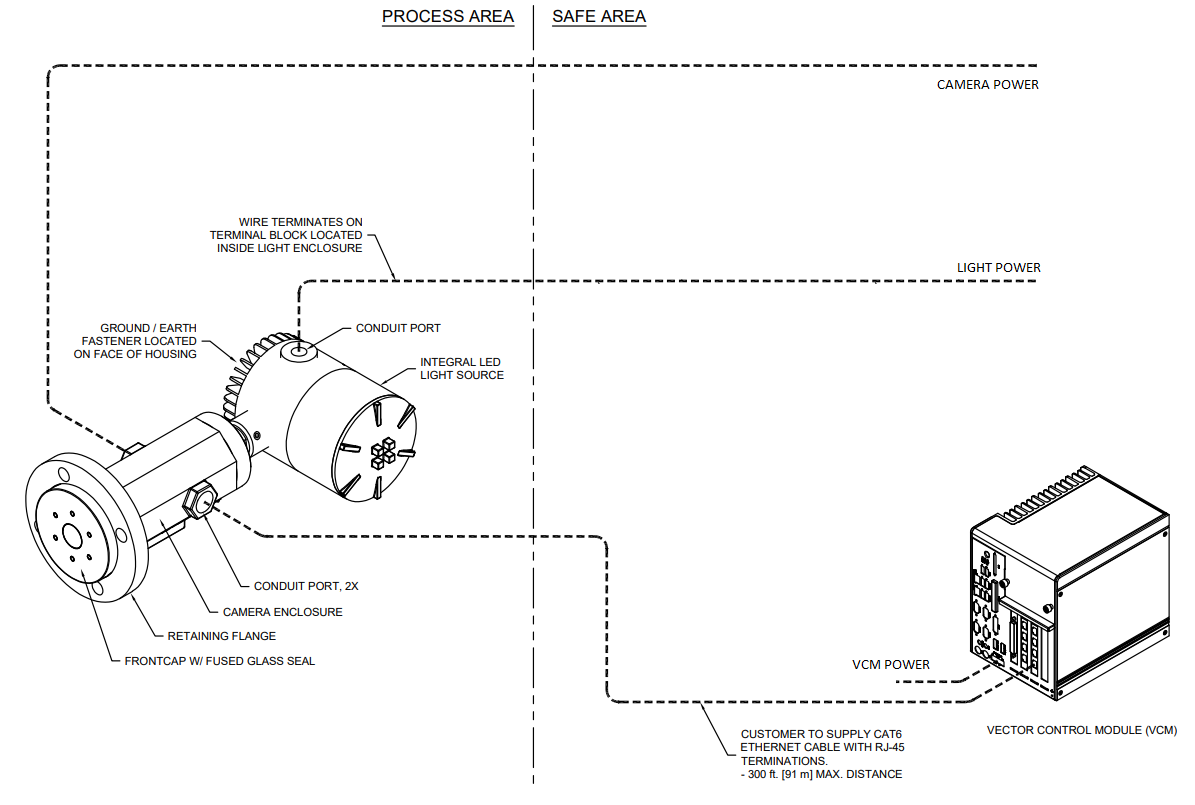 PROCESS AREA
SAFE AREA
CAMERA POWER
WIRE TERMINATES ON
TERMINAL BLOCK LOCATED
INSIDE LIGHT ENCLOSURE
LIGHT POWER
GROUND / EARTH
FASTENER LOCATED
ON FACE OF HOUSING
CONDUIT PORT
INTEGRAL LED
LIGHT SOURCE
CONDUIT PORT, 2X
CAMERA ENCLOSURE
RETAINING FLANGE
FRONTCAP W/ FUSED GLASS SEAL
VCM POWER
VECTOR CONTROL MODULE (VCM)
CUSTOMER TO SUPPLY CAT6
ETHERNET CABLE WITH RJ-45
TERMINATIONS.
- 300 ft. [91 m] MAX. DISTANCE